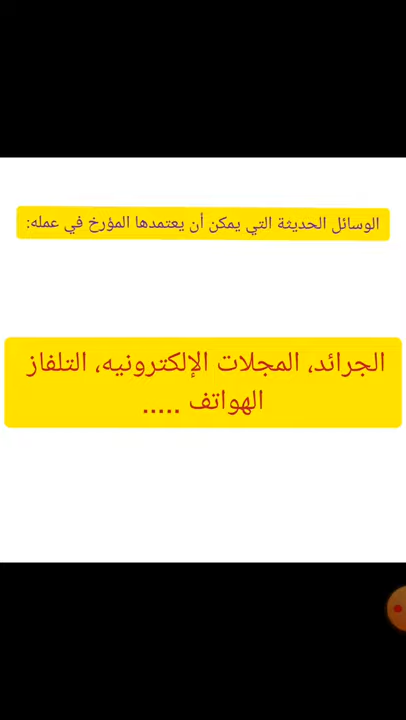 الوسائل الحديثة التي يمكن أن يعتمدها المؤرخ في عمله:
الجرائد، المجلات الإلكترونيه، التلفاز
الهواتف .....